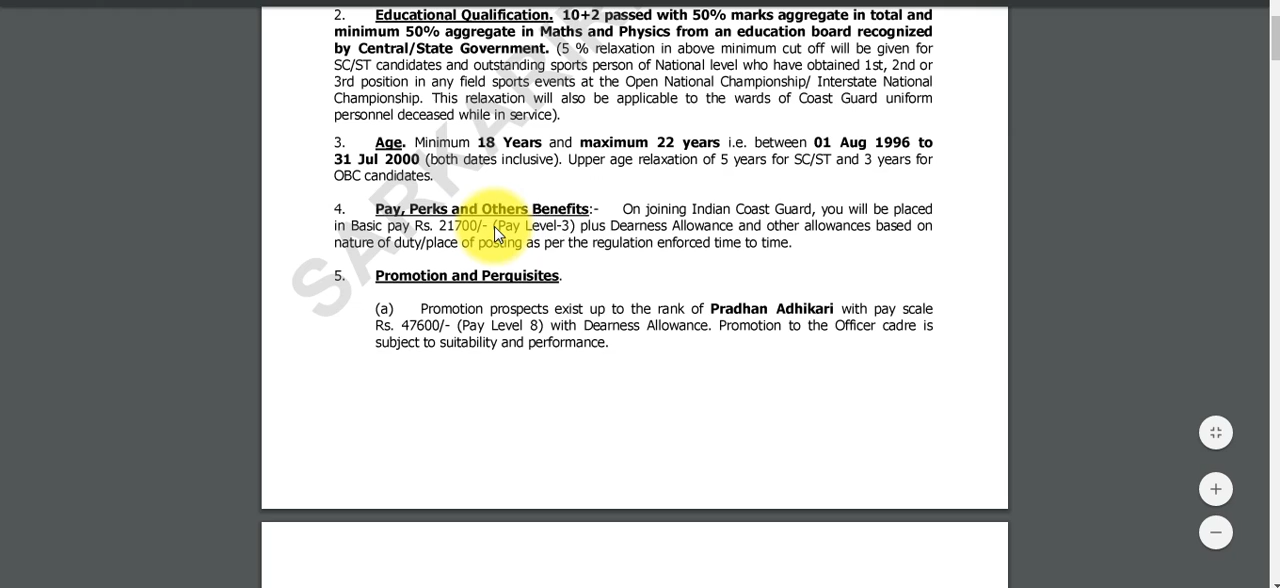 2. Educational Qualification. 10+2 passed with 50% marks aggregate in total and
minimum 50% aggregate in Maths and Physics from an education board recognized
by Central/State Government. (5 % relaxation in above minimum cut off will be given for
SC/ST candidates and outstanding sports person of National level who have obtained 1st, 2nd or
3rd position in any field sports events at the Open National Championship/ Interstate National
Championship. This relaxation will also be applicable to the wards of Coast Guard uniform
personnel deceased while in service).
3. Age. Minimum 18 Years and maximum 22 years i.e. between 01 Aug 1996 to
31 Jul 2000 (both dates inclusive). Upper age relaxation of 5 years for SC/ST and 3 years for
OBC candidates.
4. Pay, Perks and Others Benefits:- On joining Indian Coast Guard, you will be placed
in Basic pay Rs. 21700/- (Pay Level-3) plus Dearness Allowance and other allowances based on
nature of duty/place of posting as per the regulation enforced time to time.
5. Promotion and Perquisites.
(a) Promotion prospects exist up to the rank of Pradhan Adhikari with pay scale
Rs. 47600/- (Pay Level 8) with Dearness Allowance. Promotion to the Officer cadre is
subject to suitability and performance.